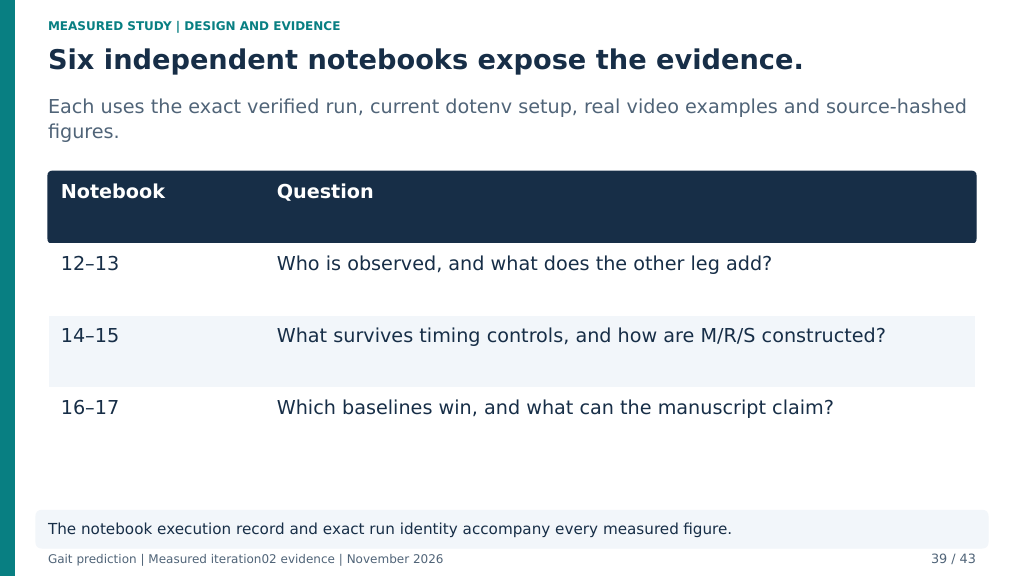 MEASURED STUDY | DESIGN AND EVIDENCE
Six independent notebooks expose the evidence.
Each uses the exact verified run, current dotenv setup, real video examples and source-hashed
figures.
Notebook Question
12–13 Who is observed, and what does the other leg add?
14–15 What survives timing controls, and how are M/R/S constructed?
16–17 Which baselines win, and what can the manuscript claim?
The notebook execution record and exact run identity accompany every measured figure.
Gait prediction | Measured iteration02 evidence | November 2026 39 / 43